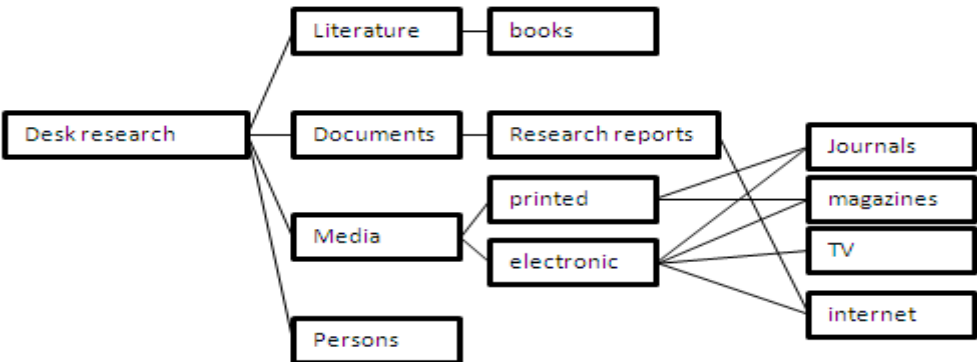 Literature
books
Desk research
Documents
Research reports
Journals
printed
magazines
Media
electronic
TV
internet
Persons